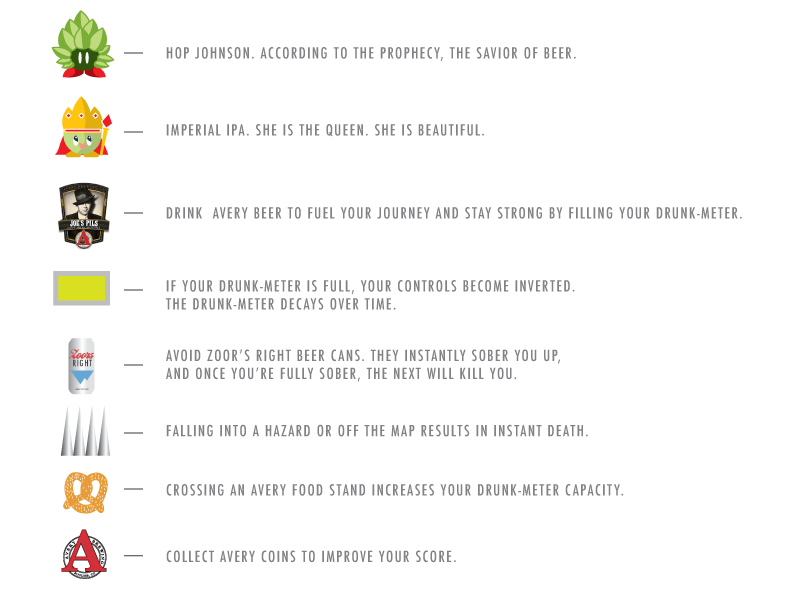 HOP JOHNSON. ACCORDING TO THE PROPHECY, THE SAVIOR OF BEER.
IMPERIAL IPA. SHE IS THE QUEEN. SHE IS BEAUTIFUL.
JOE'S PILS
DRINK AVERY BEER TO FUEL YOUR JOURNEY AND STAY STRONG BY FILLING YOUR DRUNK-METER.
IF YOUR DRUNK-METER IS FULL, YOUR CONTROLS BECOME INVERTED.
THE DRUNK-METER DECAYS OVER TIME.
Zoors
RIGHT
AVOID ZOOR'S RIGHT BEER CANS. THEY INSTANTLY SOBER YOU UP,
AND ONCE YOU'RE FULLY SOBER, THE NEXT WILL KILL YOU.
FALLING INTO A HAZARD OR OFF THE MAP RESULTS IN INSTANT DEATH.
CROSSING AN AVERY FOOD STAND INCREASES YOUR DRUNK-METER CAPACITY.
AVERY BREWING
A
COLLECT AVERY COINS TO IMPROVE YOUR SCORE.